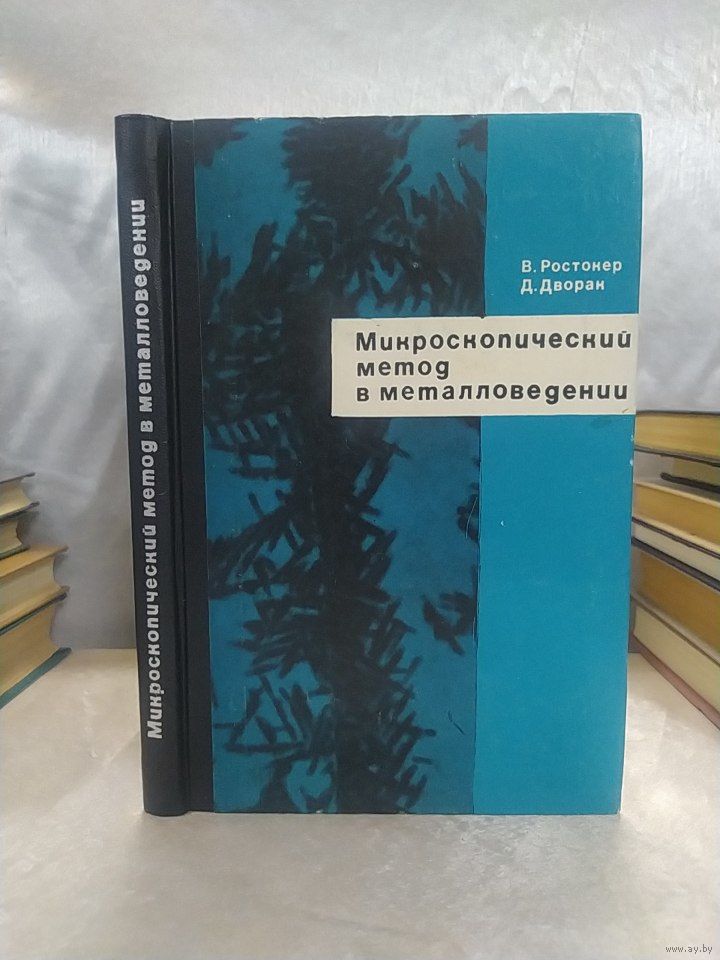 Микроскопический метод в металловедении
В. Ростокер
Д. Дворак
Микроскопический
метод
в металловедении
www.ay.by